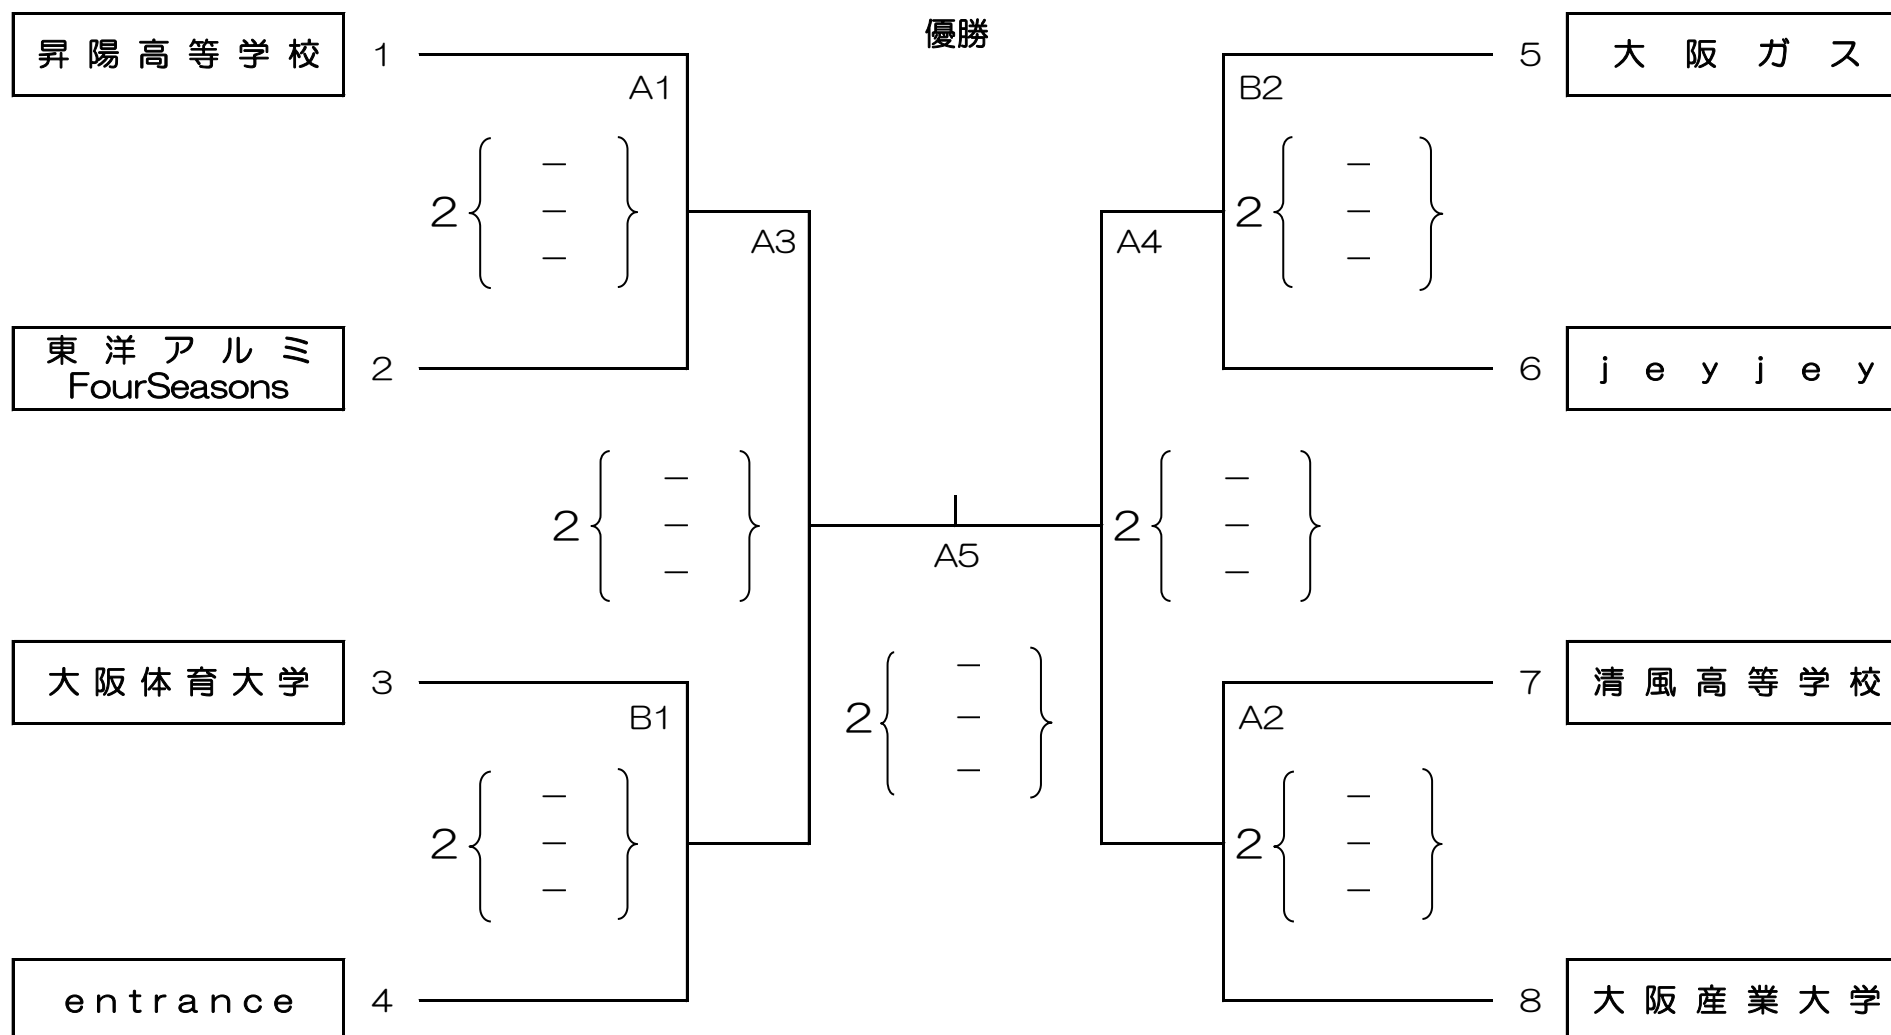 優勝
昇陽高等学校 1
A1
2 { – – – }
東洋アルミ
FourSeasons 2
A3
2 { – – – }
大阪体育大学 3
B1
2 { – – – }
entrance 4
A5
2 { – – – }
5 大阪ガス
B2
2 { – – – }
6 jeyjey
A4
2 { – – – }
7 清風高等学校
A2
2 { – – – }
8 大阪産業大学